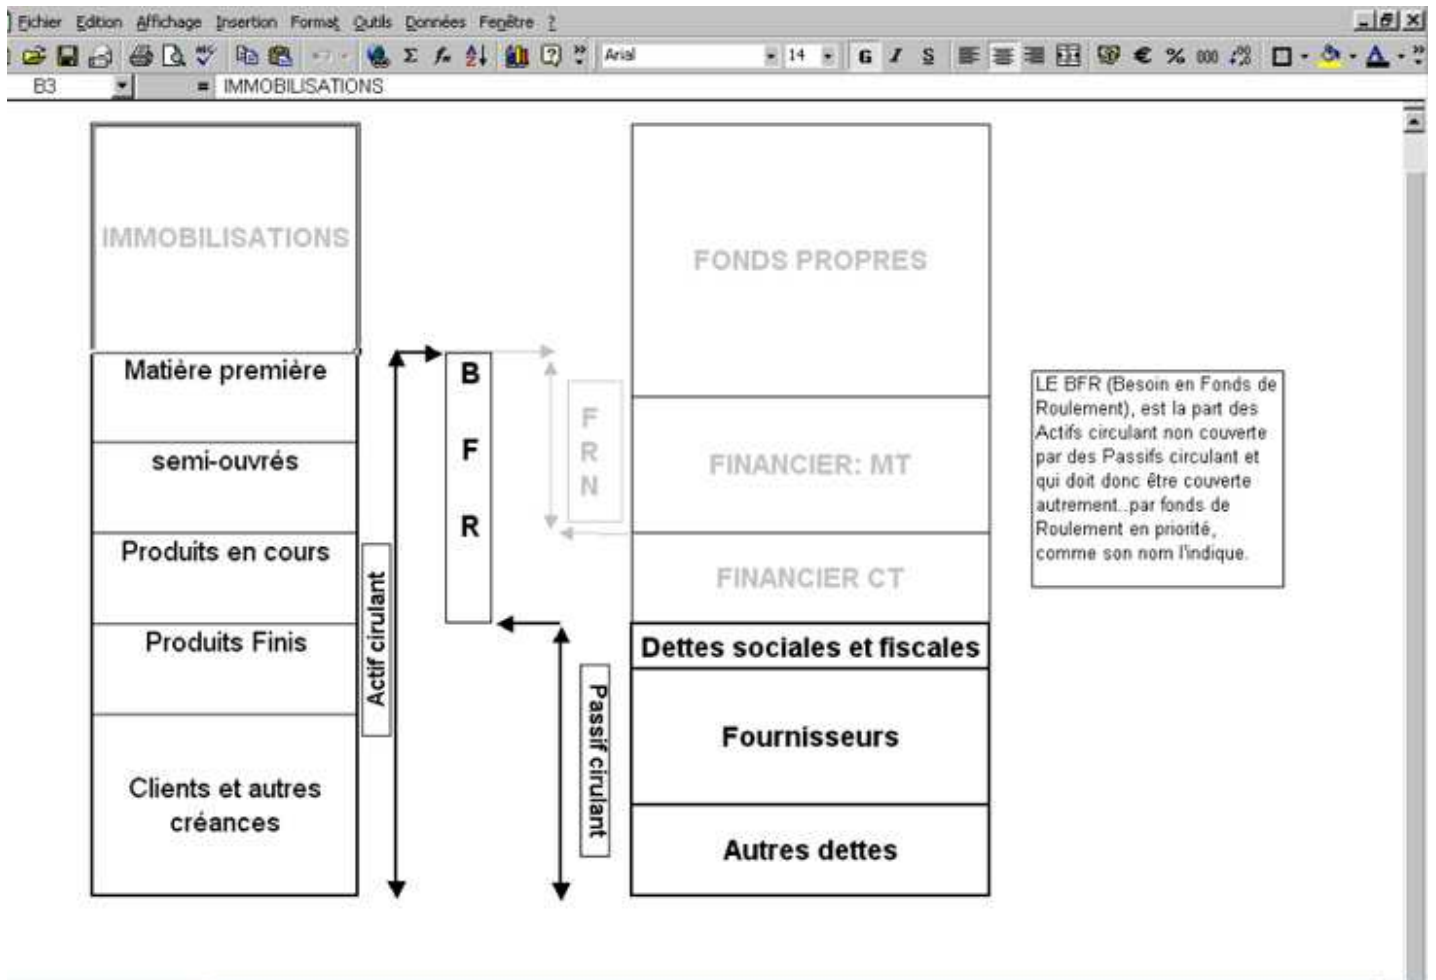 Fichier Edition Affichage Insertion Format Outils Données Fenêtre ?
Arial 14 G I S € % 000
B3 = IMMOBILISATIONS
IMMOBILISATIONS
Matière première
semi-ouvrés
Produits en cours
Produits Finis
Clients et autres
créances
Actif cirulant
B
F
R
F
R
N
Passif cirulant
FONDS PROPRES
FINANCIER: MT
FINANCIER CT
Dettes sociales et fiscales
Fournisseurs
Autres dettes
LE BFR (Besoin en Fonds de
Roulement), est la part des
Actifs circulant non couverte
par des Passifs circulant et
qui doit donc être couverte
autrement..par fonds de
Roulement en priorité,
comme son nom l'indique.